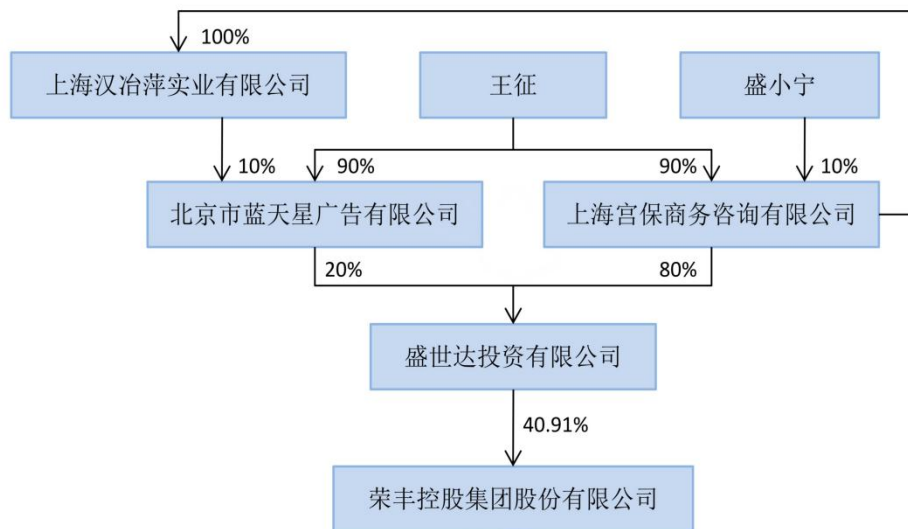 100%
上海汉冶萍实业有限公司
王征
盛小宁
10%
90%
90%
10%
北京市蓝天星广告有限公司
上海宫保商务咨询有限公司
20%
80%
盛世达投资有限公司
40.91%
荣丰控股集团股份有限公司